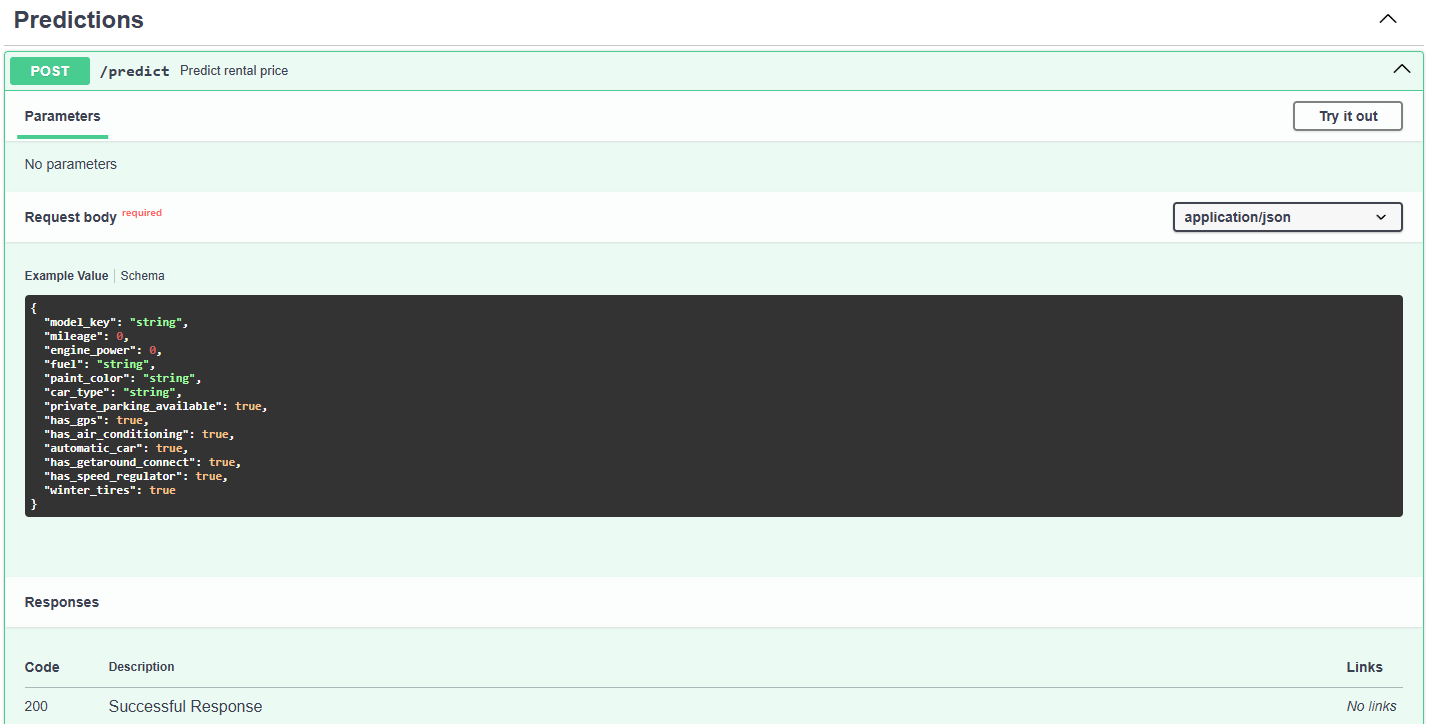 Predictions
POST /predict Predict rental price
Parameters Try it out
No parameters
Request body required application/json
Example Value Schema
{
  "model_key": "string",
  "mileage": 0,
  "engine_power": 0,
  "fuel": "string",
  "paint_color": "string",
  "car_type": "string",
  "private_parking_available": true,
  "has_gps": true,
  "has_air_conditioning": true,
  "automatic_car": true,
  "has_getaround_connect": true,
  "has_speed_regulator": true,
  "winter_tires": true
}
Responses
Code Description Links
200 Successful Response No links